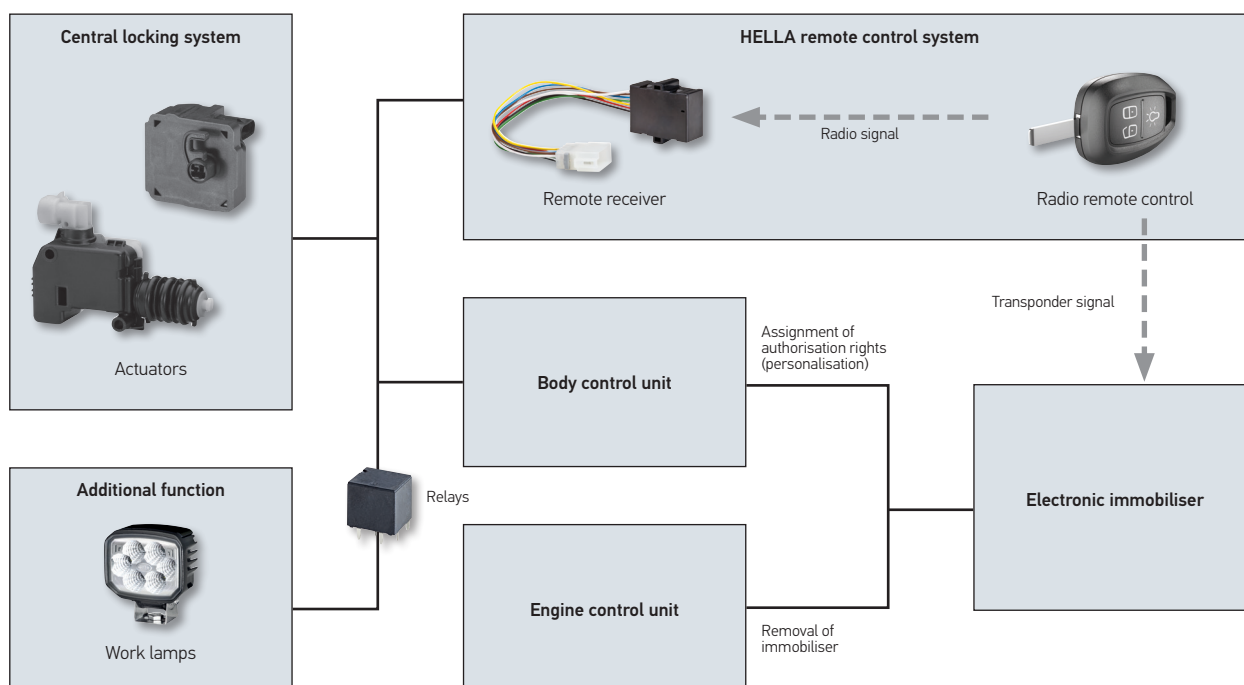 Central locking system
HELLA remote control system
Radio signal
Remote receiver
Radio remote control
Actuators
Transponder signal
Assignment of
authorisation rights
(personalisation)
Body control unit
Additional function
Relays
Electronic immobiliser
Engine control unit
Work lamps
Removal of
immobiliser